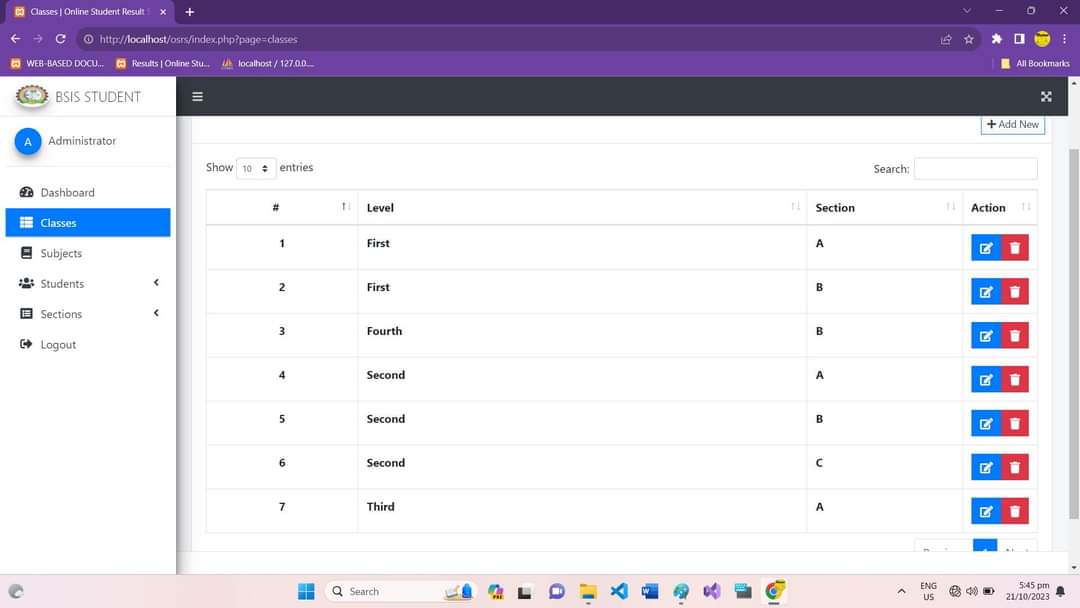 Classes | Online Student Result S
http://localhost/osrs/index.php?page=classes
WEB-BASED DOCU...
Results | Online Stu...
localhost / 127.0.0....
All Bookmarks
BSIS STUDENT
A Administrator
Dashboard
Classes
Subjects
Students
Sections
Logout
+ Add New
Show 10 entries
Search:
# Level Section Action
1 First A
2 First B
3 Fourth B
4 Second A
5 Second B
6 Second C
7 Third A
Search
ENG
US
5:45 pm
21/10/2023